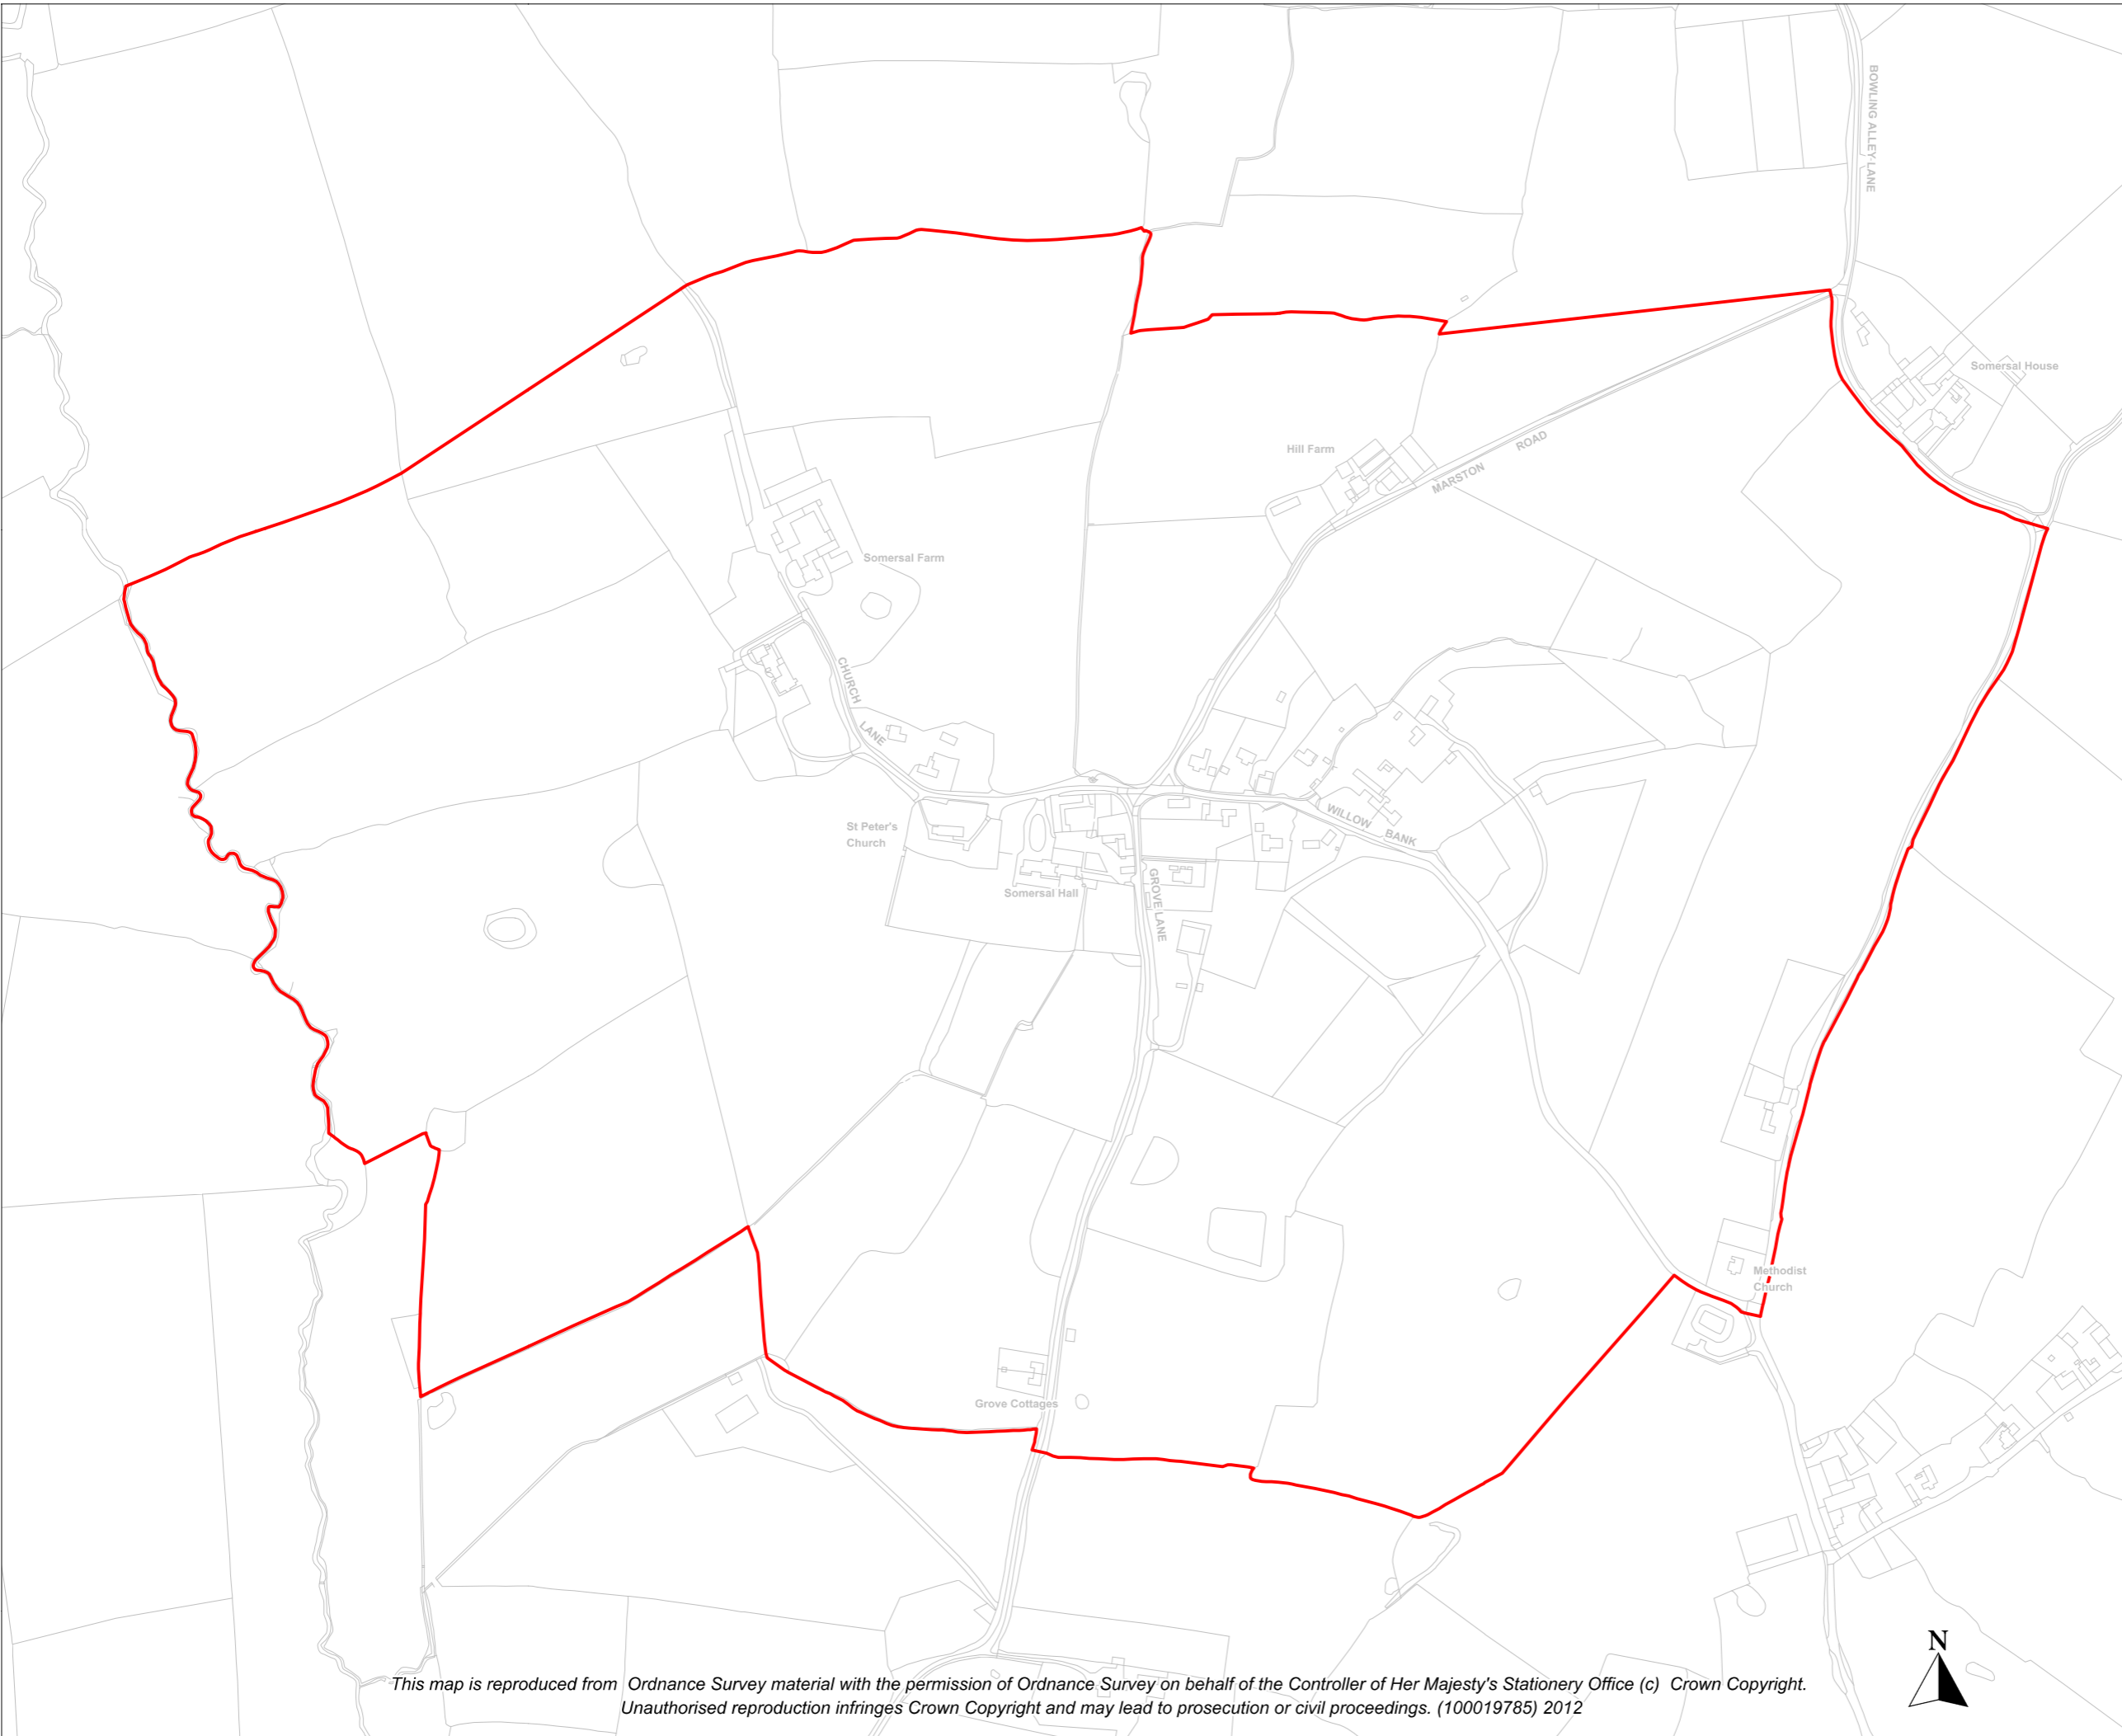 BOWLING ALLEY LANE
Somersal House
Hill Farm
MARSTON ROAD
Somersal Farm
CHURCH LANE
St Peter's
Church
WILLOW BANK
Somersal Hall
GROVE LANE
Methodist
Church
Grove Cottages
N
This map is reproduced from Ordnance Survey material with the permission of Ordnance Survey on behalf of the Controller of Her Majesty's Stationery Office (c) Crown Copyright.
Unauthorised reproduction infringes Crown Copyright and may lead to prosecution or civil proceedings. (100019785) 2012